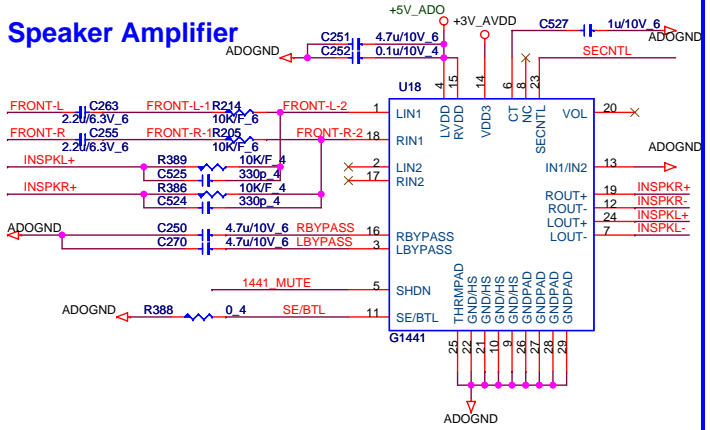 Speaker Amplifier
+5V_ADO
+3V_AVDD
C251 4.7u/10V_6
C252 0.1u/10V_4
ADOGND
C527 1u/10V_6
ADOGND
SECNTL
4 15 14 6 8 23
U18
LVDD RVDD VDD3 CT NC SECNTL
FRONT-L C263 FRONT-L-1 R214 FRONT-L-2 1 LIN1
2.2u/6.3V_6 10K/F_6
FRONT-R C255 FRONT-R-1 R205 FRONT-R-2 18 RIN1
2.2u/6.3V_6 10K/F_6
VOL 20
INSPKL+ R389 10K/F_4
C525 330p_4
2 LIN2
17 RIN2
INSPKR+ R386 10K/F_4
C524 330p_4
IN1/IN2 13 ADOGND
ROUT+ 19 INSPKR+
ROUT- 12 INSPKR-
LOUT+ 24 INSPKL+
LOUT- 7 INSPKL-
ADOGND C250 4.7u/10V_6 RBYPASS 16 RBYPASS
C270 4.7u/10V_6 LBYPASS 3 LBYPASS
1441_MUTE 5 SHDN
ADOGND R388 0_4 SE/BTL 11 SE/BTL
THRMPAD GND/HS GND/HS GND/HS GND/HS GNDPAD GNDPAD GNDPAD GNDPAD
G1441
25 22 21 10 9 26 27 28 29
ADOGND